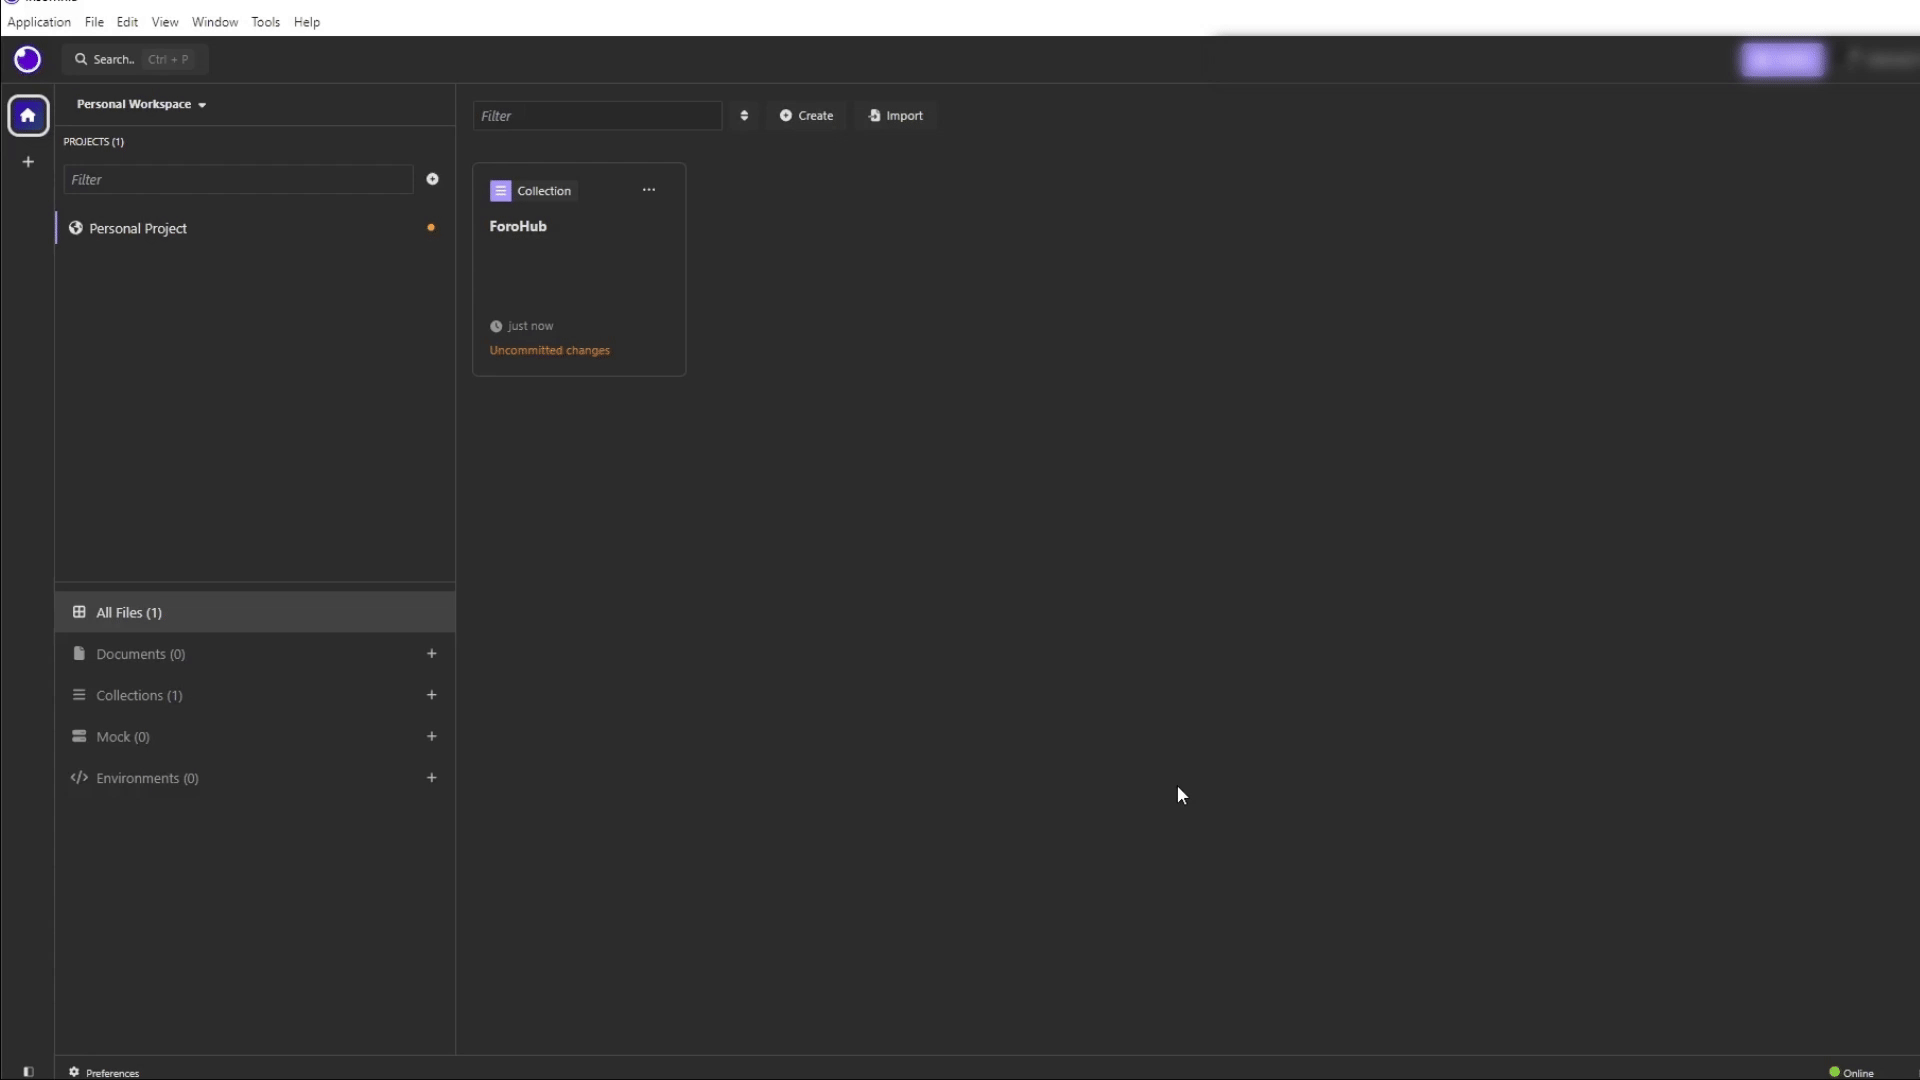 Application File Edit View Window Tools Help
Search.. Ctrl + P
Personal Workspace
PROJECTS (1)
Filter
Personal Project
All Files (1)
Documents (0)
Collections (1)
Mock (0)
Environments (0)
Filter
Create
Import
Collection
ForoHub
just now
Uncommitted changes
Preferences
Online